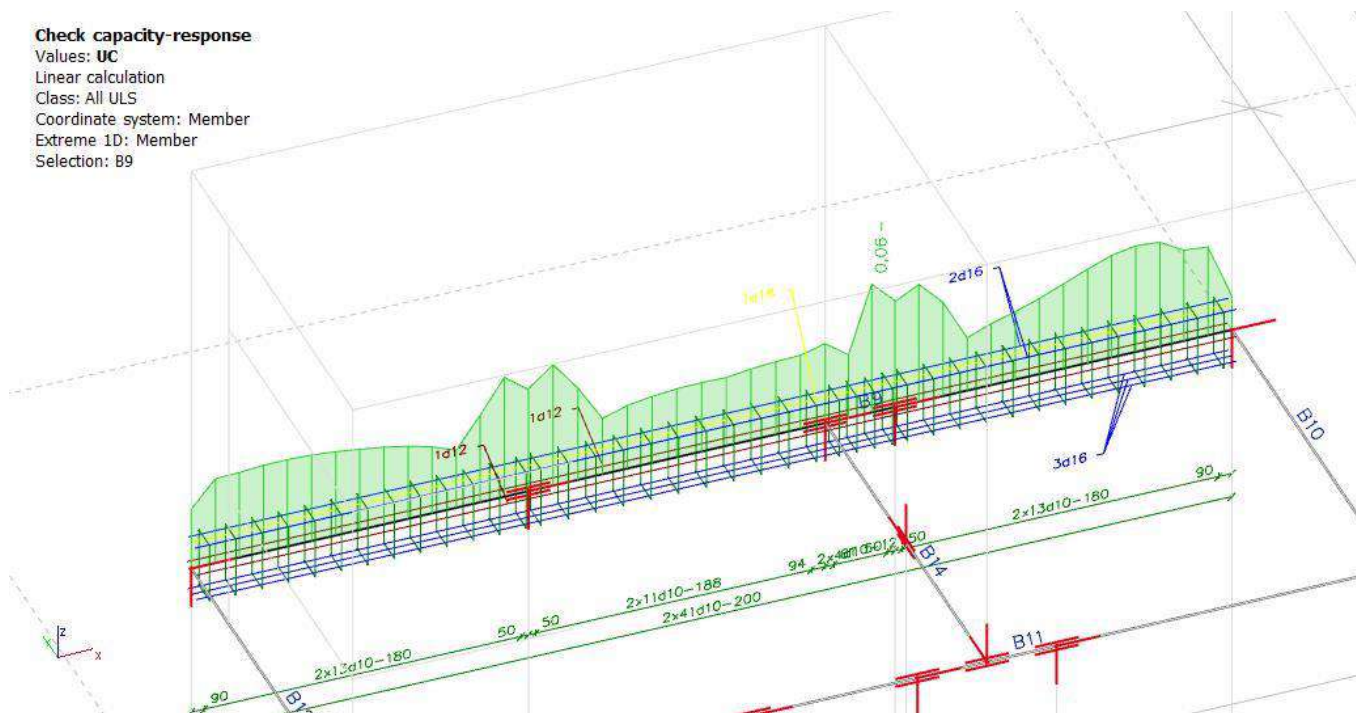 Check capacity-response
Values: UC
Linear calculation
Class: All ULS
Coordinate system: Member
Extreme 1D: Member
Selection: B9
0,06
2d16
1d12
1d12
B9
B10
3d16
90
2x13d10-180
50
B14
94
2x11d10-188
50
50
2x41d10-200
B11
2x13d10-180
90
z
x